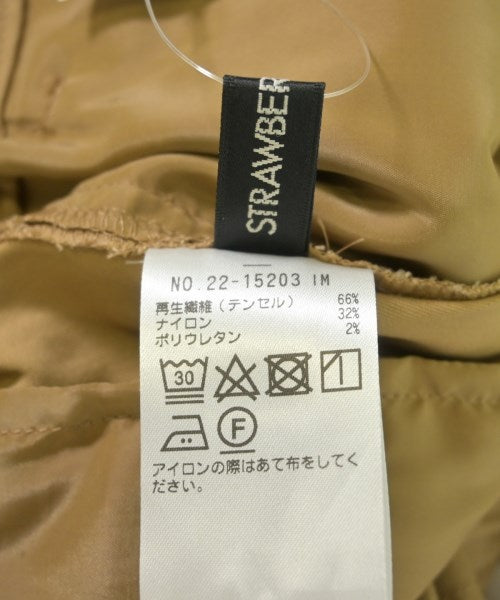 STRAWBER
NO.22-15203 IM
再生繊維(テンセル) 66%
ナイロン 32%
ポリウレタン 2%
30
F
アイロンの際はあて布をしてく
ださい。